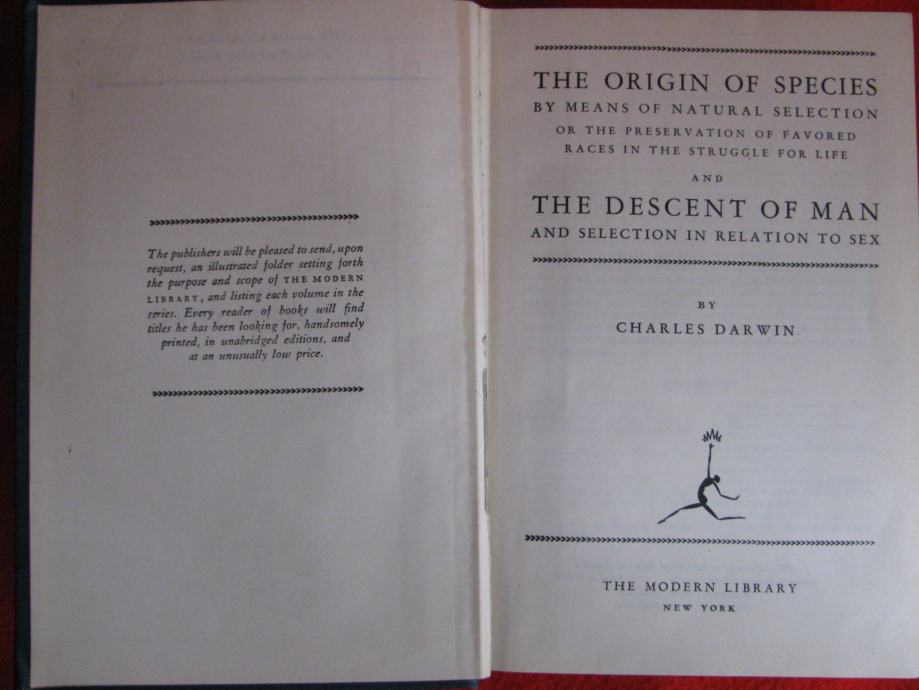 The publishers will be pleased to send, upon
request, an illustrated folder setting forth
the purpose and scope of THE MODERN
LIBRARY, and listing each volume in the
series. Every reader of books will find
titles he has been looking for, handsomely
printed, in unabridged editions, and
at an unusually low price.
THE ORIGIN OF SPECIES
BY MEANS OF NATURAL SELECTION
OR THE PRESERVATION OF FAVORED
RACES IN THE STRUGGLE FOR LIFE
AND
THE DESCENT OF MAN
AND SELECTION IN RELATION TO SEX
BY
CHARLES DARWIN
THE MODERN LIBRARY
NEW YORK